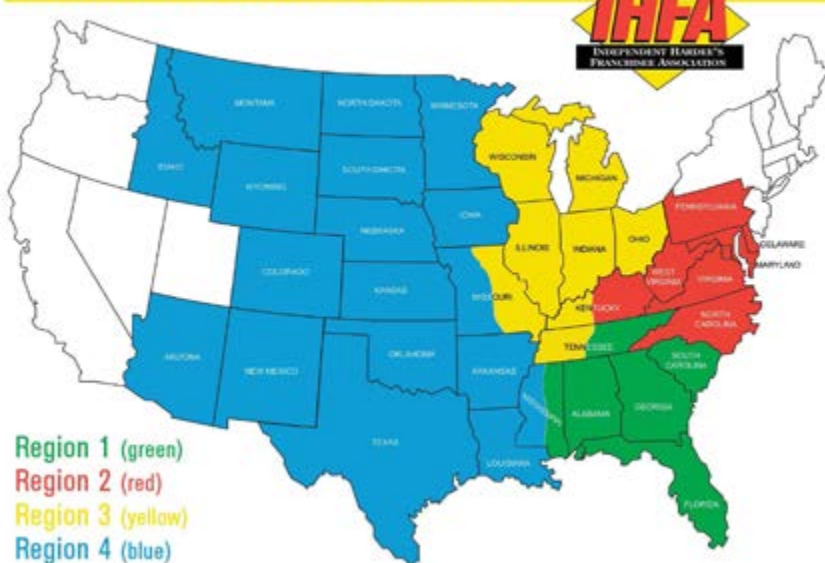 IHFA
INDEPENDENT HARDEE'S
FRANCHISEE ASSOCIATION
MONTANA
NORTH DAKOTA
MINNESOTA
IDAHO
WYOMING
SOUTH DAKOTA
WISCONSIN
MICHIGAN
IOWA
NEBRASKA
PENNSYLVANIA
ILLINOIS
INDIANA
OHIO
DELAWARE
MARYLAND
COLORADO
KANSAS
MISSOURI
WEST
VIRGINIA
VIRGINIA
KENTUCKY
NORTH
CAROLINA
TENNESSEE
ARIZONA
NEW MEXICO
OKLAHOMA
ARKANSAS
SOUTH
CAROLINA
MISSISSIPPI
ALABAMA
GEORGIA
TEXAS
LOUISIANA
FLORIDA
Region 1 (green)
Region 2 (red)
Region 3 (yellow)
Region 4 (blue)